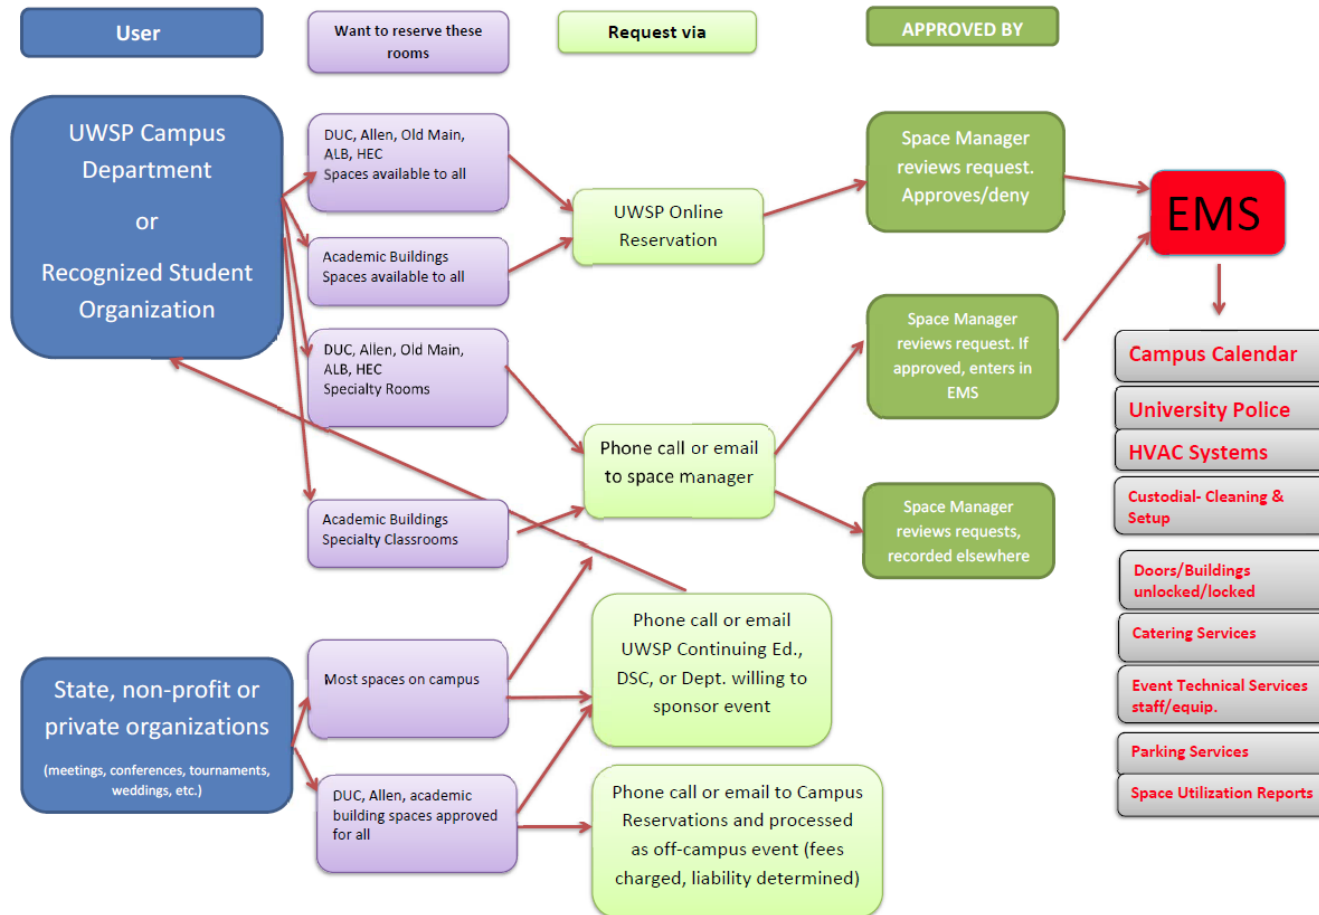 User
Want to reserve these
rooms
Request via
APPROVED BY
UWSP Campus
Department
or
Recognized Student
Organization
DUC, Allen, Old Main,
ALB, HEC
Spaces available to all
Academic Buildings
Spaces available to all
DUC, Allen, Old Main,
ALB, HEC
Specialty Rooms
Academic Buildings
Specialty Classrooms
UWSP Online
Reservation
Phone call or email
to space manager
Space Manager
reviews request.
Approves/deny
Space Manager
reviews request. If
approved, enters in
EMS
Space Manager
reviews requests,
recorded elsewhere
EMS
Campus Calendar
University Police
HVAC Systems
Custodial- Cleaning &
Setup
Doors/Buildings
unlocked/locked
Catering Services
Event Technical Services
staff/equip.
Parking Services
Space Utilization Reports
State, non-profit or
private organizations
(meetings, conferences, tournaments,
weddings, etc.)
Most spaces on campus
DUC, Allen, academic
building spaces approved
for all
Phone call or email
UWSP Continuing Ed.,
DSC, or Dept. willing to
sponsor event
Phone call or email to Campus
Reservations and processed
as off-campus event (fees
charged, liability determined)